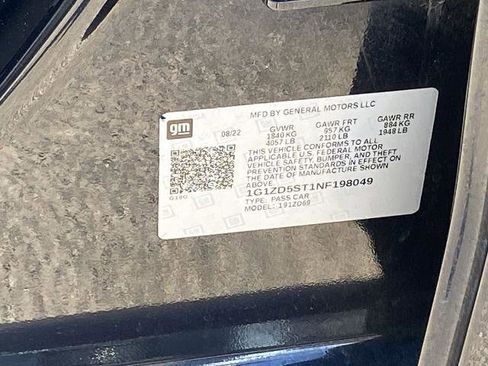 MFD BY GENERAL MOTORS LLC
gm
08/22 GVWR GAWR FRT GAWR RR
1840 KG 957 KG 884 KG
4057 LB 2110 LB 1948 LB
THIS VEHICLE CONFORMS TO ALL
APPLICABLE U.S. FEDERAL MOTOR
VEHICLE SAFETY, BUMPER, AND THEFT
PREVENTION STANDARDS IN EFFECT ON
THE DATE OF MANUFACTURE SHOWN
ABOVE.
1G1ZD5ST1NF198049
G18G
TYPE: PASS CAR
MODEL: 191ZD69